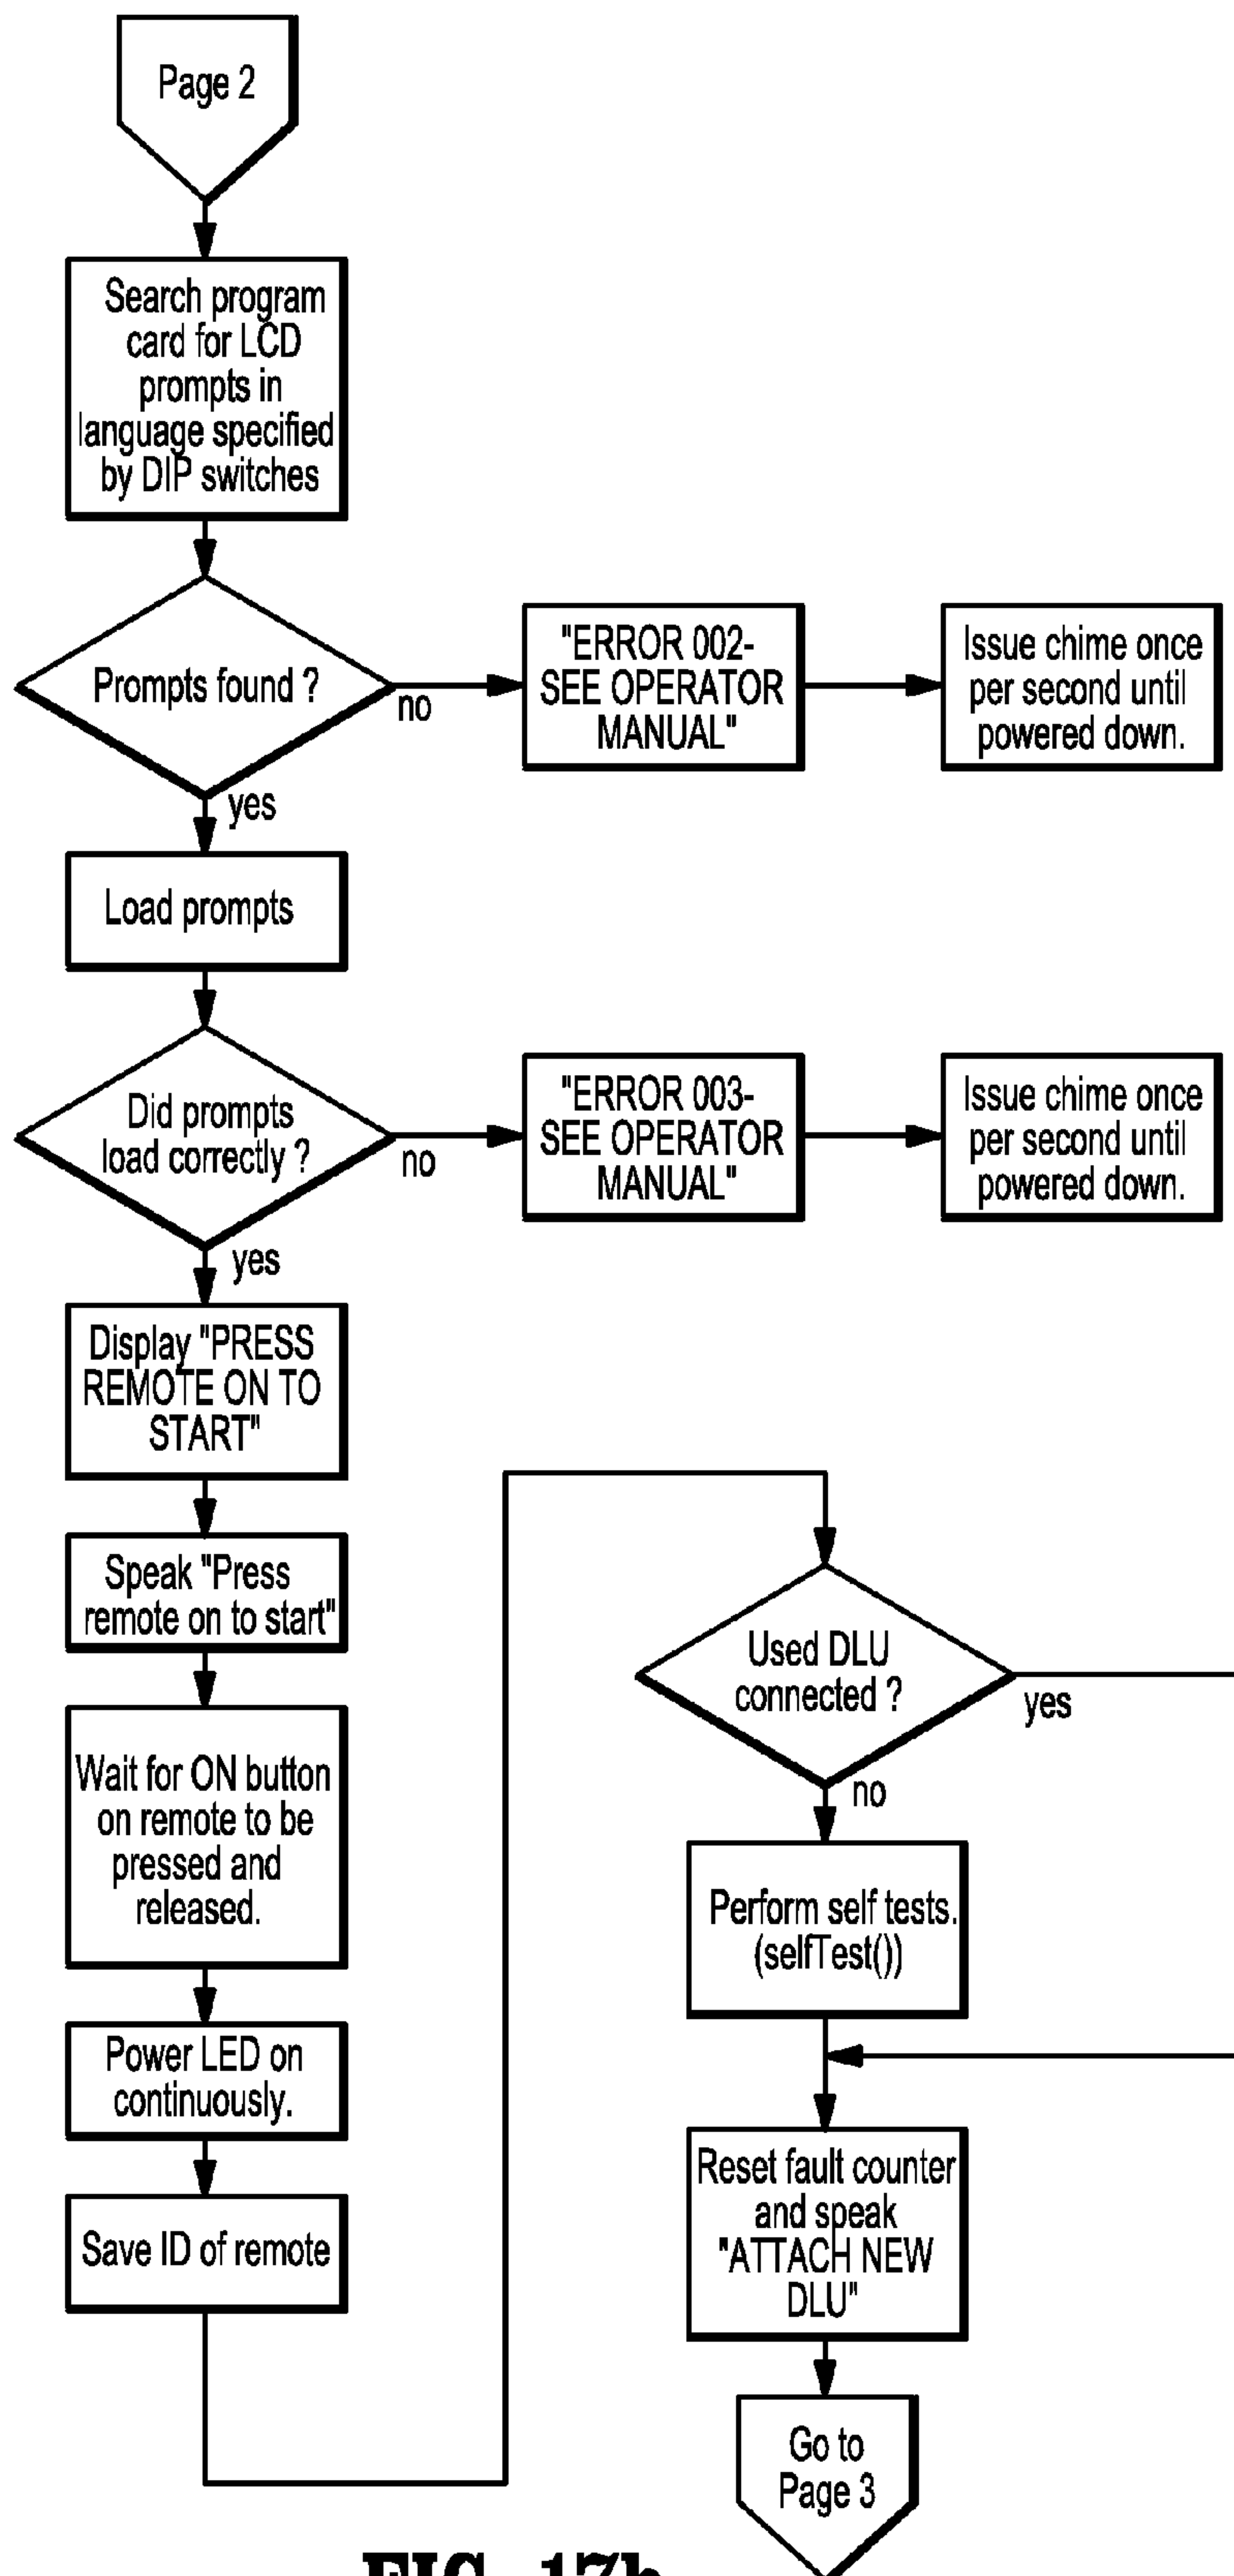 Page 2
Search program
card for LCD
prompts in
language specified
by DIP switches
Prompts found ?
no
"ERROR 002-
SEE OPERATOR
MANUAL"
Issue chime once
per second until
powered down.
yes
Load prompts
Did prompts
load correctly ?
no
"ERROR 003-
SEE OPERATOR
MANUAL"
Issue chime once
per second until
powered down.
yes
Display "PRESS
REMOTE ON TO
START"
Speak "Press
remote on to start"
Wait for ON button
on remote to be
pressed and
released.
Power LED on
continuously.
Save ID of remote
Used DLU
connected ?
yes
no
Perform self tests.
(selfTest())
Reset fault counter
and speak
"ATTACH NEW
DLU"
Go to
Page 3
FIG. 17b